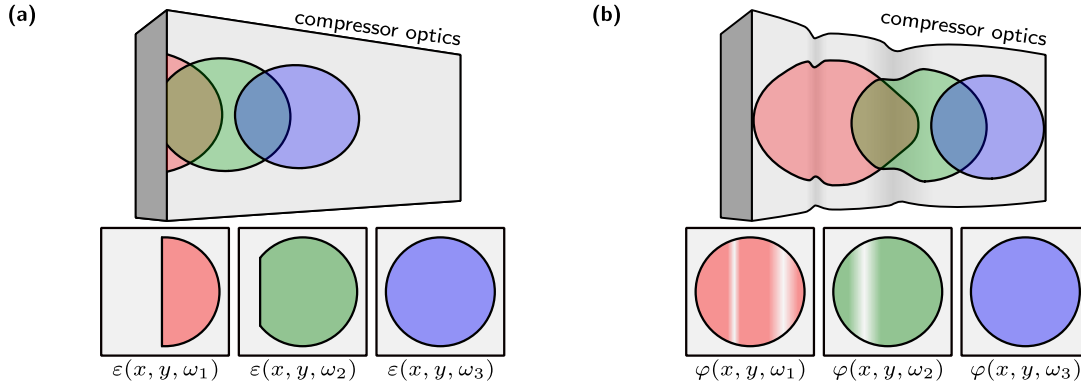 (a)
compressor optics
ε(x, y, ω₁) ε(x, y, ω₂) ε(x, y, ω₃)
(b)
compressor optics
φ(x, y, ω₁) φ(x, y, ω₂) φ(x, y, ω₃)